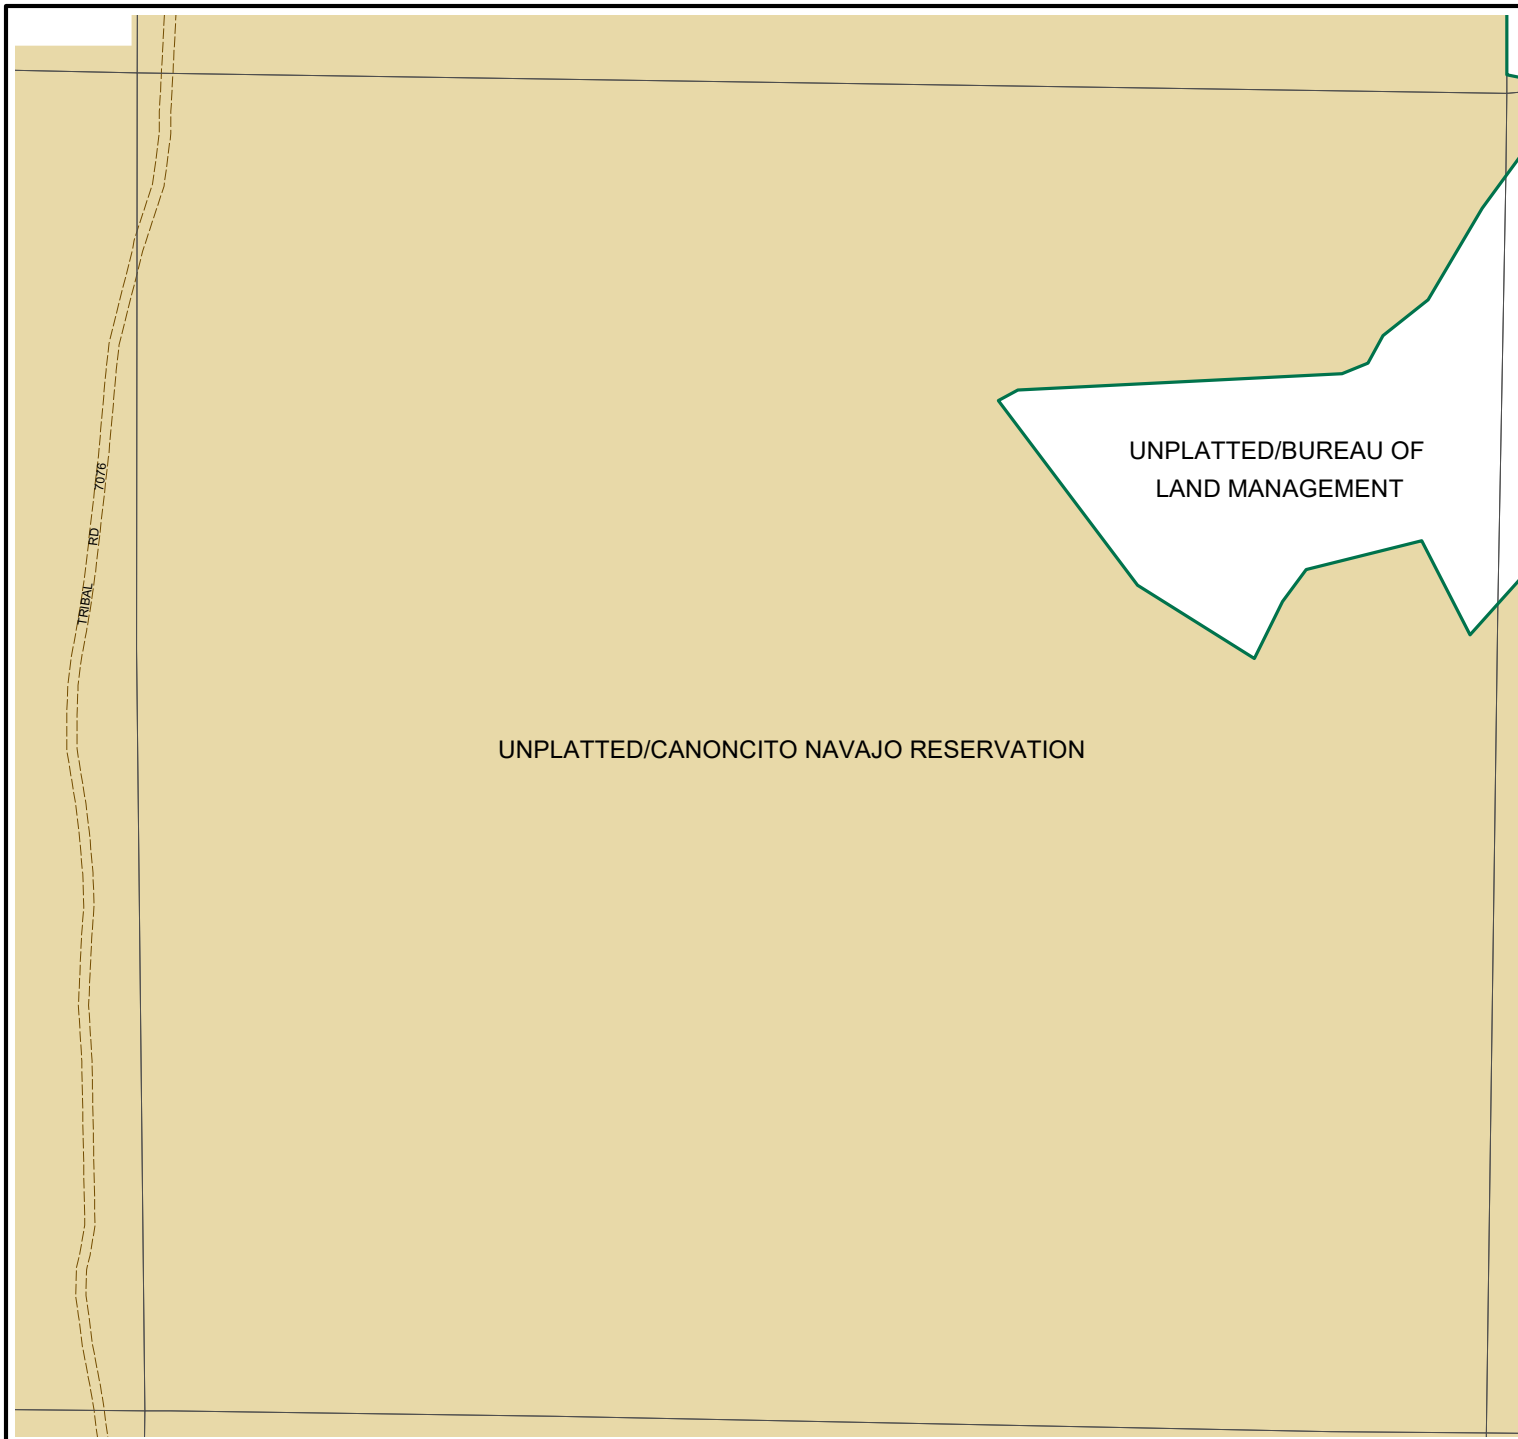 UNPLATTED/BUREAU OF
LAND MANAGEMENT
TRIBAL RD 7076
UNPLATTED/CANONCITO NAVAJO RESERVATION